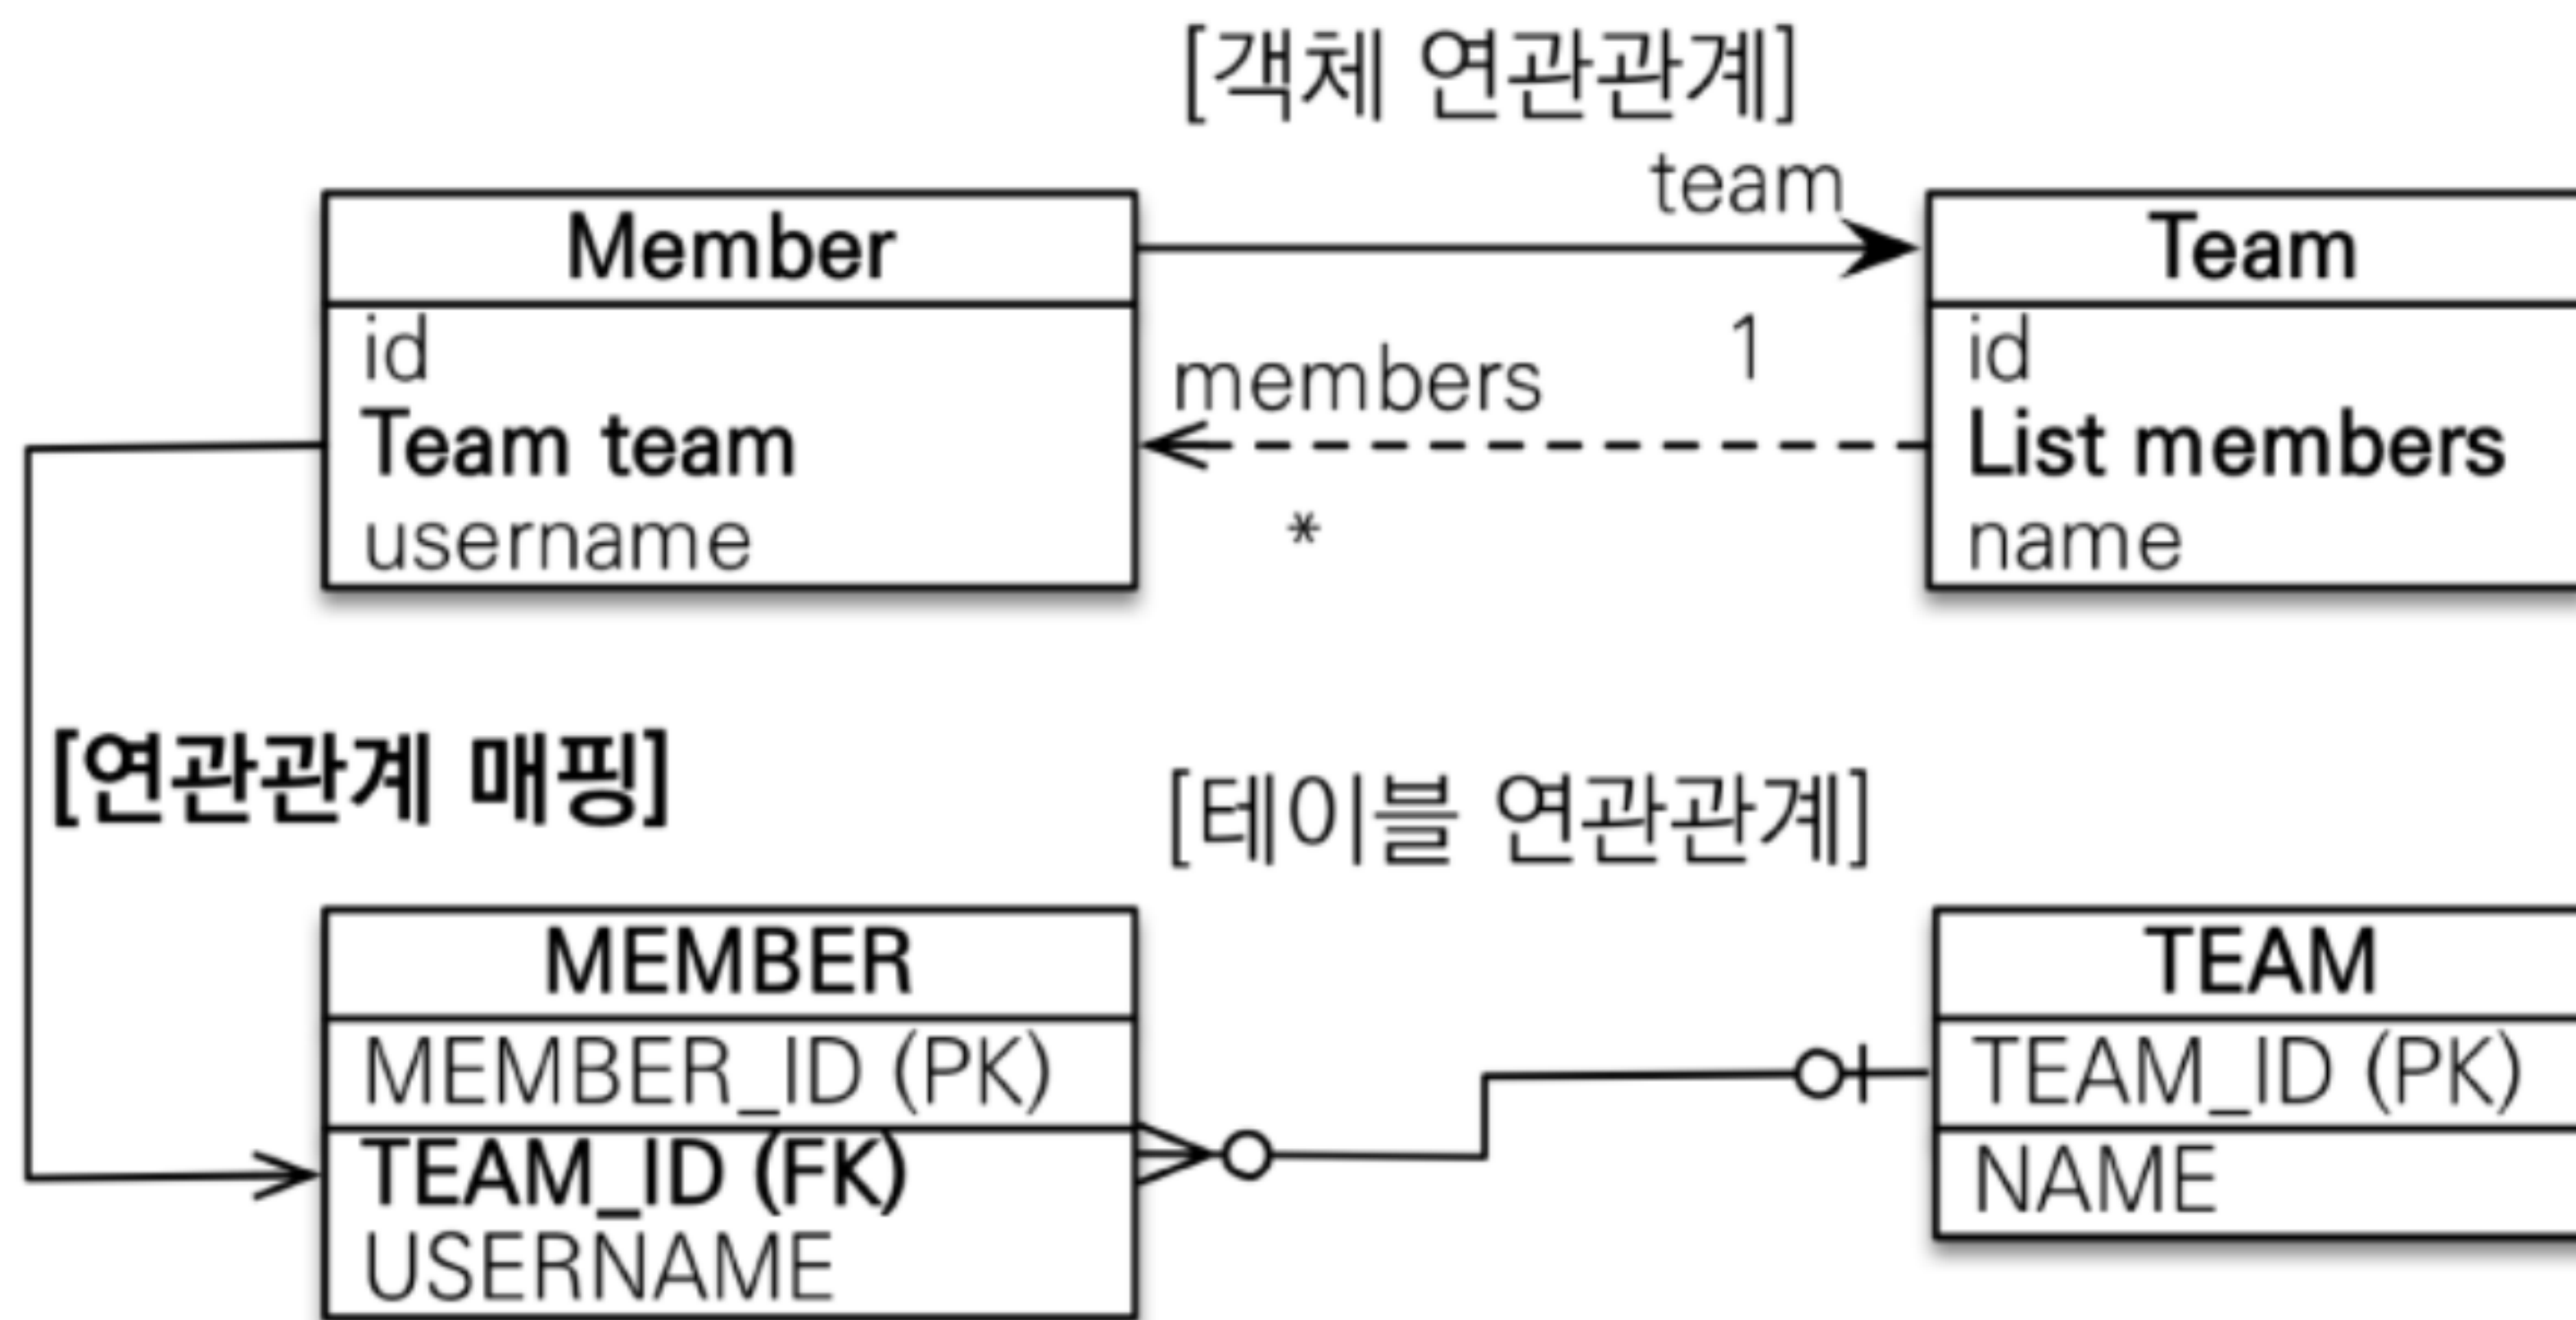 [객체 연관관계]
team
Member
Team
id
Team team
username
1
members
*
id
List members
name
[연관관계 매핑]
[테이블 연관관계]
MEMBER
MEMBER_ID (PK)
TEAM_ID (FK)
USERNAME
TEAM
TEAM_ID (PK)
NAME